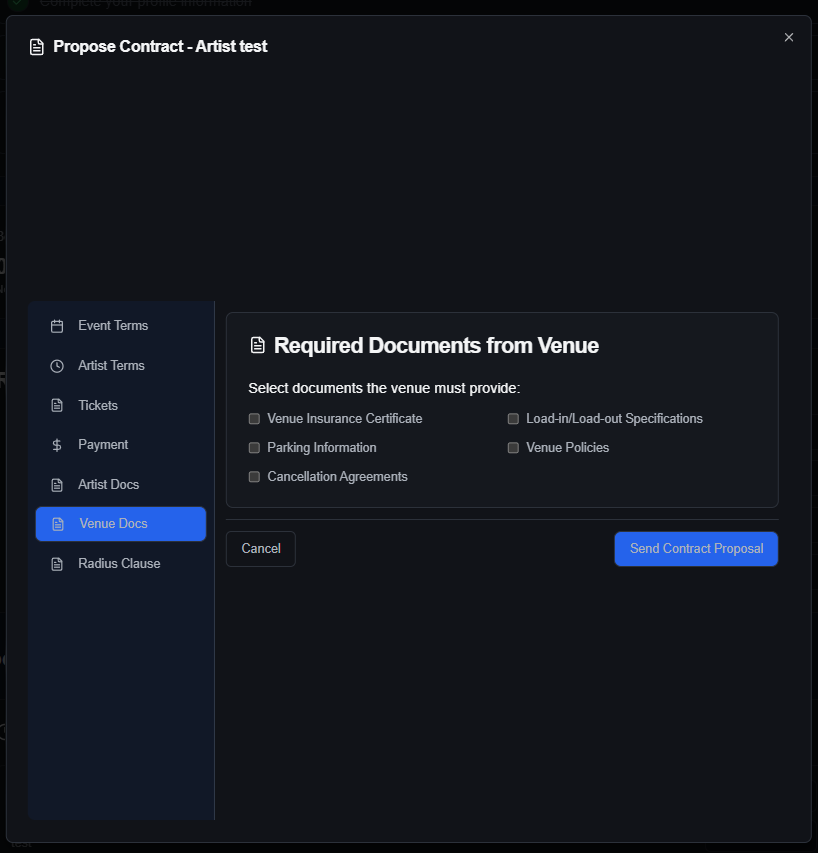 Complete your profile information
Propose Contract - Artist test
Event Terms
Artist Terms
Tickets
Payment
Artist Docs
Venue Docs
Radius Clause
Required Documents from Venue
Select documents the venue must provide:
Venue Insurance Certificate
Load-in/Load-out Specifications
Parking Information
Venue Policies
Cancellation Agreements
Cancel
Send Contract Proposal
test